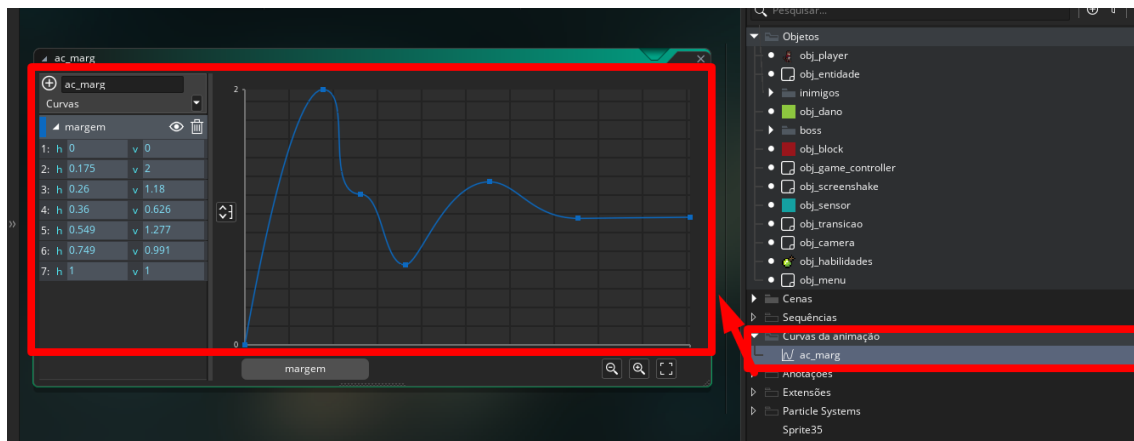 ac_marg
ac_marg
Curvas
margem
1: h 0 v 0
2: h 0.175 v 2
3: h 0.26 v 1.18
4: h 0.36 v 0.626
5: h 0.549 v 1.277
6: h 0.749 v 0.991
7: h 1 v 1
2
0
margem
Pesquisar...
Objetos
obj_player
obj_entidade
inimigos
obj_dano
boss
obj_block
obj_game_controller
obj_screenshake
obj_sensor
obj_transicao
obj_camera
obj_habilidades
obj_menu
Cenas
Sequências
Curvas da animação
ac_marg
Anotações
Extensões
Particle Systems
Sprite35